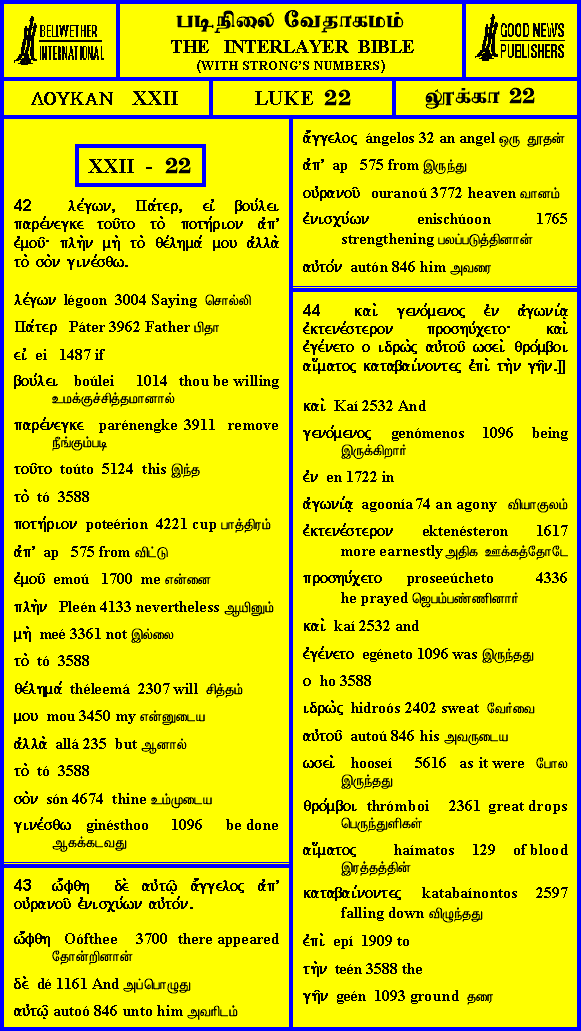 BELLWETHER
INTERNATIONAL
படிநிலை வேதாகமம்
THE INTERLAYER BIBLE
(WITH STRONG'S NUMBERS)
GOOD NEWS
PUBLISHERS
ΛΟΥΚΑΝ XXII
LUKE 22
லூக்கா 22
XXII - 22
42 λέγων, Πάτερ, εἰ βούλει
παρένεγκε τοῦτο τὸ ποτήριον ἀπ'
ἐμοῦ· πλὴν μὴ τὸ θέλημά μου ἀλλὰ
τὸ σὸν γινέσθω.
λέγων légoon 3004 Saying சொல்லி
Πάτερ Páter 3962 Father பிதா
εἰ ei 1487 if
βούλει boúlei 1014 thou be willing
உமக்குச்சித்தமானால்
παρένεγκε parénengke 3911 remove
நீங்கும்படி
τοῦτο toúto 5124 this இந்த
τὸ tó 3588
ποτήριον poteérion 4221 cup பாத்திரம்
ἀπ' ap 575 from விட்டு
ἐμοῦ emoú 1700 me என்னை
πλὴν Pleén 4133 nevertheless ஆயினும்
μὴ meé 3361 not இல்லை
τὸ tó 3588
θέλημά théleemá 2307 will சித்தம்
μου mou 3450 my என்னுடைய
ἀλλὰ allá 235 but ஆனால்
τὸ tó 3588
σὸν són 4674 thine உம்முடைய
γινέσθω ginésthoo 1096 be done
ஆகக்கடவது
43 ὤφθη δὲ αὐτῷ ἄγγελος ἀπ'
οὐρανοῦ ἐνισχύων αὐτόν.
ὤφθη Oófthee 3700 there appeared
தோன்றினான்
δὲ dé 1161 And அப்பொழுது
αὐτῷ autoó 846 unto him அவரிடம்
ἄγγελος ángelos 32 an angel ஒரு தூதன்
ἀπ' ap 575 from இருந்து
οὐρανοῦ ouranoú 3772 heaven வானம்
ἐνισχύων enischúoon 1765
strengthening பலப்படுத்தினான்
αὐτόν autón 846 him அவரை
44 καὶ γενόμενος ἐν ἀγωνίᾳ
ἐκτενέστερον προσηύχετο· καὶ
ἐγένετο ο ιδρὼς αὐτοῦ ωσεὶ θρόμβοι
αἵματος καταβαίνοντες ἐπὶ τὴν γῆν.]]
καὶ Kaí 2532 And
γενόμενος genómenos 1096 being
இருக்கிறார்
ἐν en 1722 in
ἀγωνίᾳ agoonía 74 an agony வியாகுலம்
ἐκτενέστερον ektenésteron 1617
more earnestly அதிக ஊக்கத்தோடே
προσηύχετο proseeúcheto 4336
he prayed ஜெபம்பண்ணினார்
καὶ kaí 2532 and
ἐγένετο egéneto 1096 was இருந்தது
ο ho 3588
ιδρὼς hidroós 2402 sweat வேர்வை
αὐτοῦ autoú 846 his அவருடைய
ωσεὶ hooseí 5616 as it were போல
இருந்தது
θρόμβοι thrómboi 2361 great drops
பெருந்துளிகள்
αἵματος haímatos 129 of blood
இரத்தத்தின்
καταβαίνοντες katabaínontos 2597
falling down விழுந்தது
ἐπὶ epí 1909 to
τὴν teén 3588 the
γῆν geén 1093 ground தரை